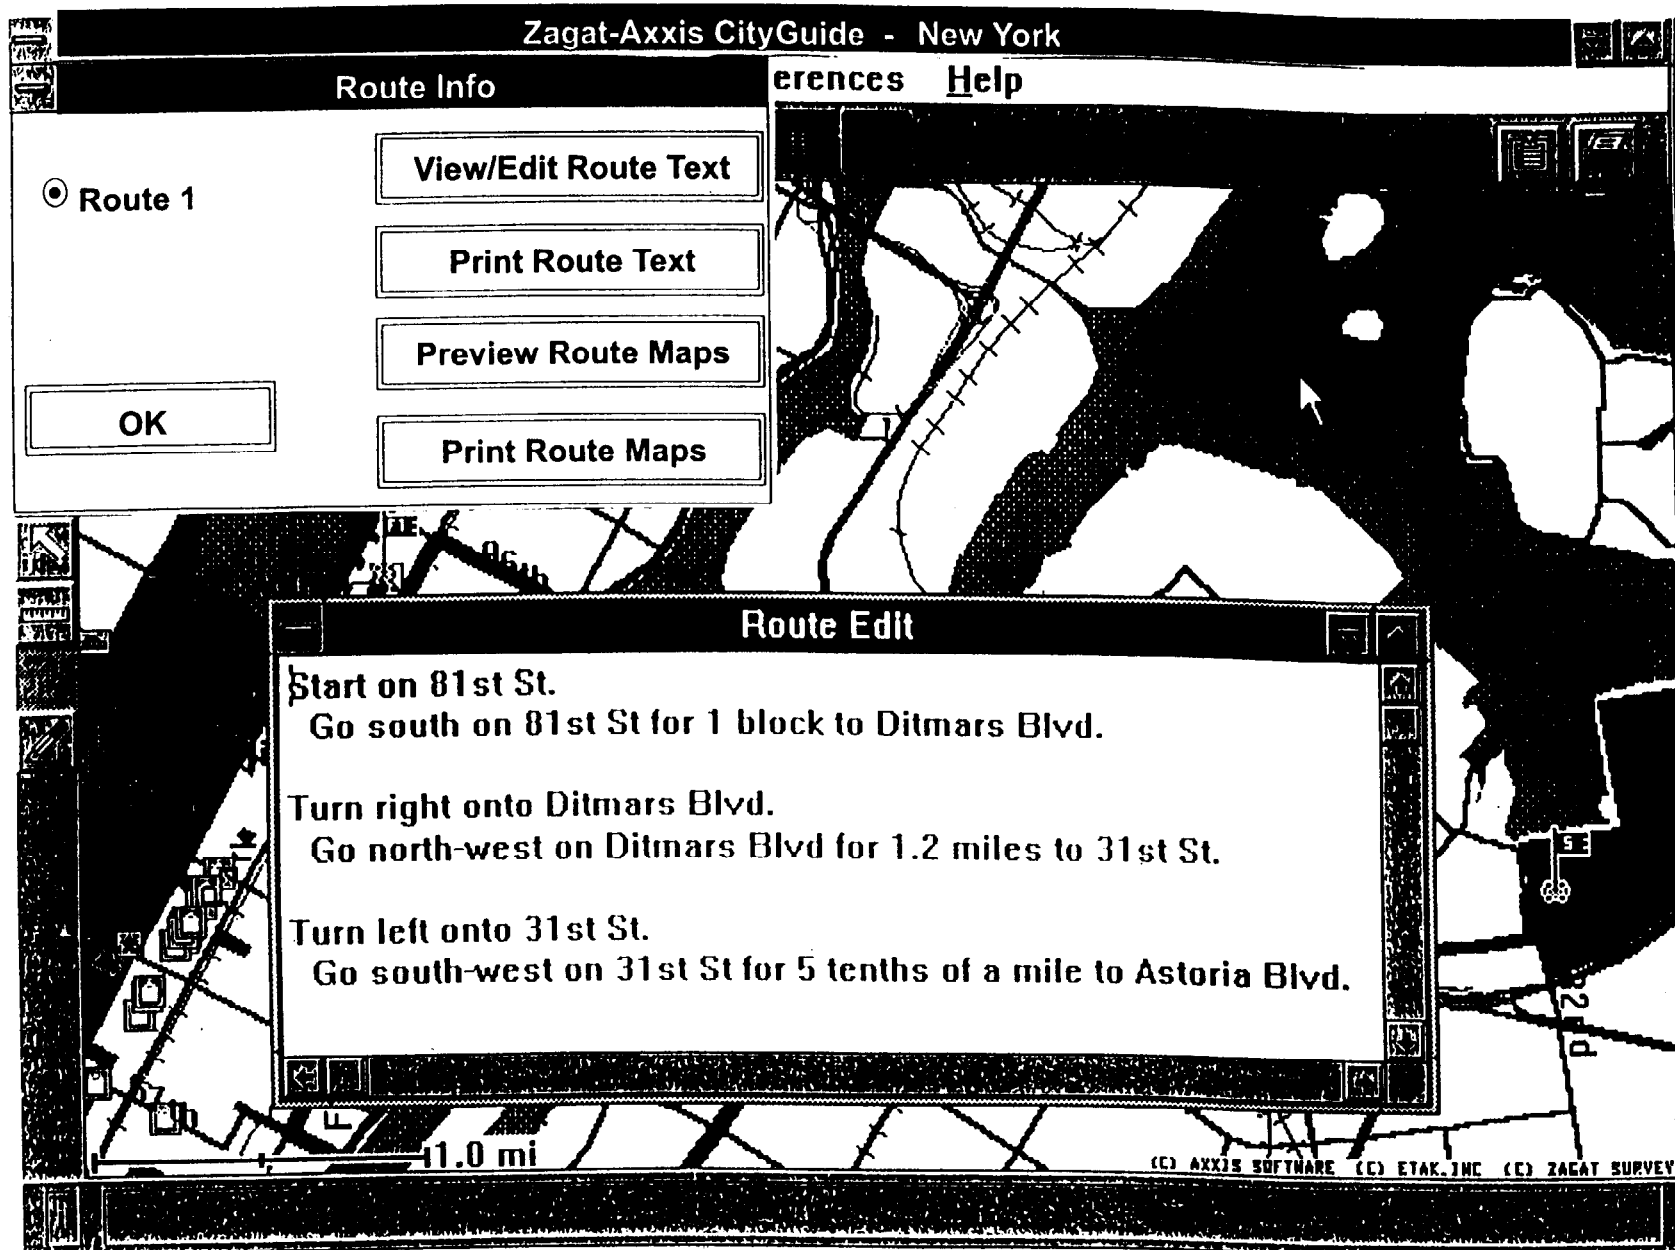 Zagat-Axxis CityGuide - New York
Route Info
erences Help
Route 1
View/Edit Route Text
Print Route Text
Preview Route Maps
OK
Print Route Maps
96th
Route Edit
Start on 81st St.
Go south on 81st St for 1 block to Ditmars Blvd.
Turn right onto Ditmars Blvd.
Go north-west on Ditmars Blvd for 1.2 miles to 31st St.
Turn left onto 31st St.
Go south-west on 31st St for 5 tenths of a mile to Astoria Blvd.
1.0 mi
(C) AXXIS SOFTWARE (C) ETAK,INC (C) ZAGAT SURVEY